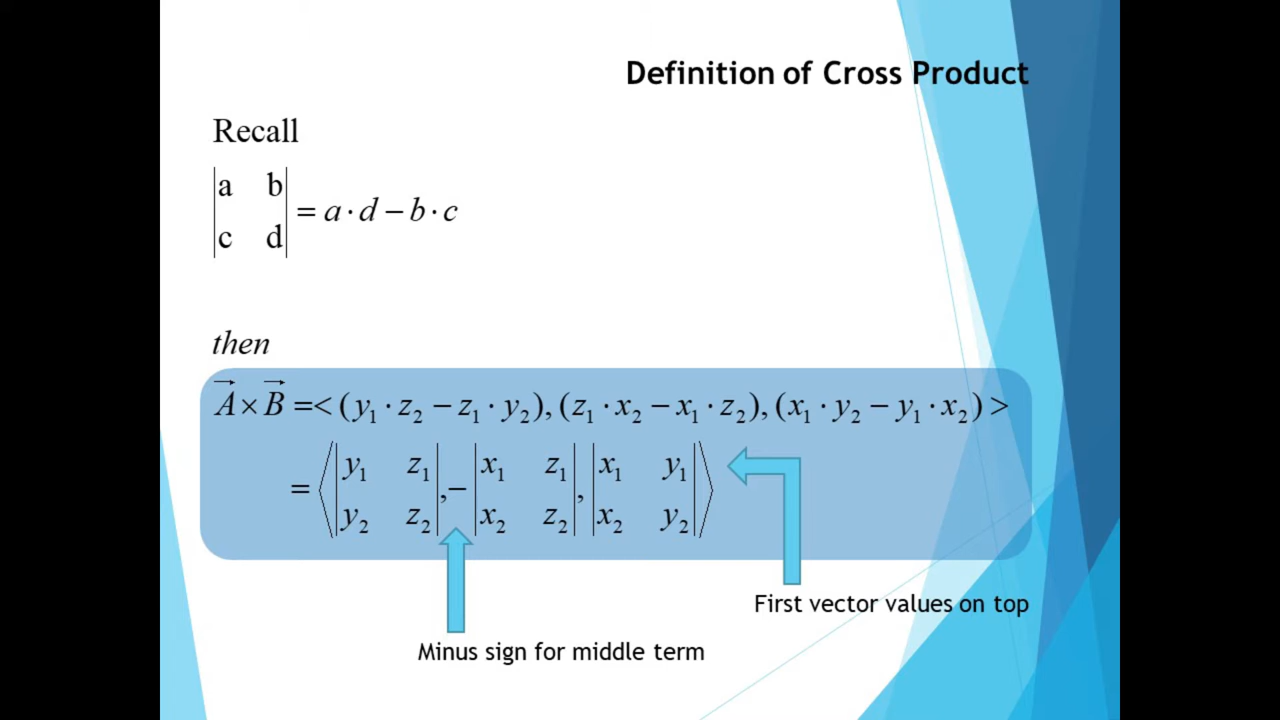 Definition of Cross Product
Recall
|a b|
|c d| = a · d − b · c
then
A⃗ × B⃗ =< (y₁ · z₂ − z₁ · y₂), (z₁ · x₂ − x₁ · z₂), (x₁ · y₂ − y₁ · x₂) >
= ⟨ |y₁ z₁| ,− |x₁ z₁| , |x₁ y₁| ⟩
|y₂ z₂| |x₂ z₂| |x₂ y₂|
First vector values on top
Minus sign for middle term